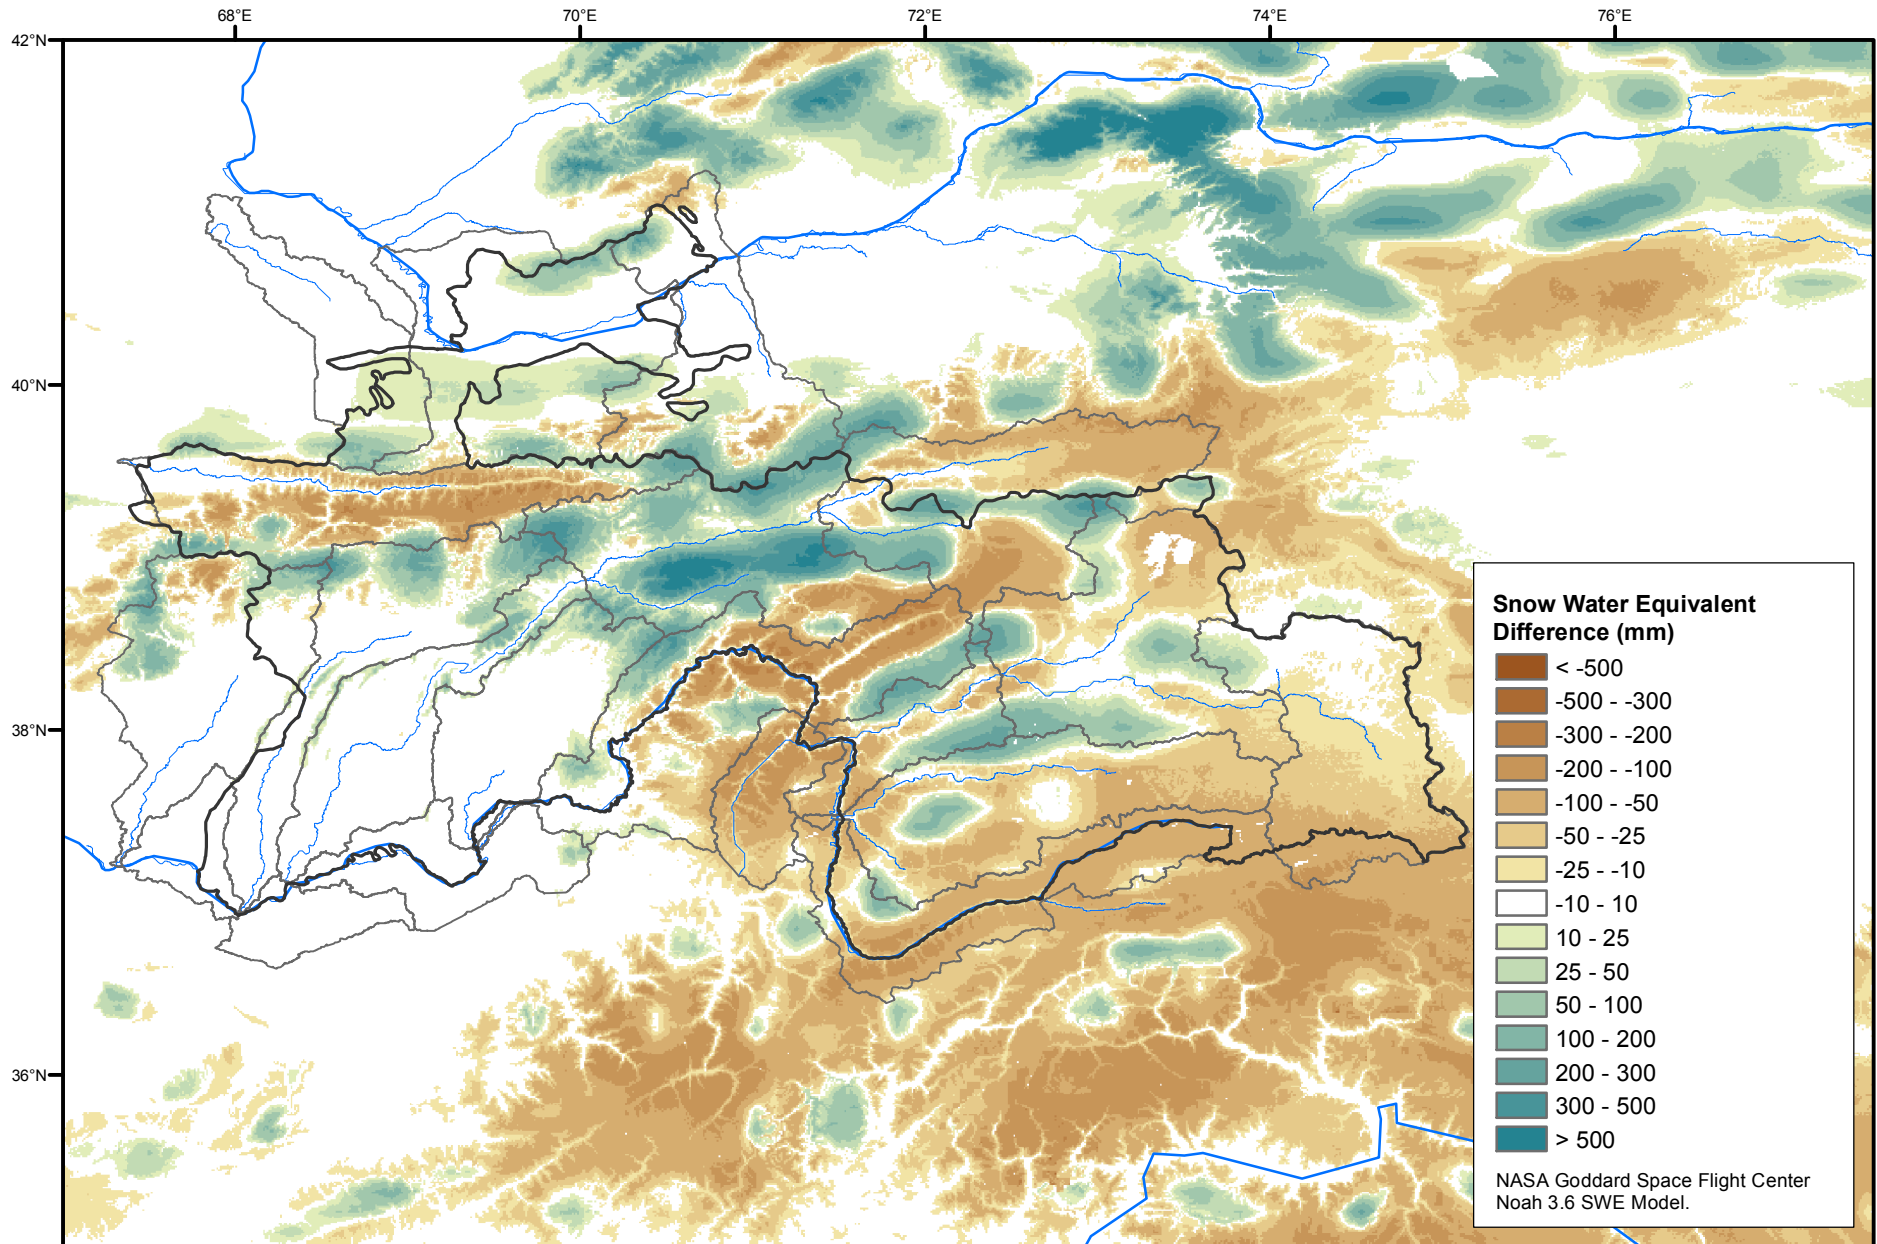 68°E 70°E 72°E 74°E 76°E
42°N
40°N
38°N
36°N
Snow Water Equivalent
Difference (mm)
< -500
-500 - -300
-300 - -200
-200 - -100
-100 - -50
-50 - -25
-25 - -10
-10 - 10
10 - 25
25 - 50
50 - 100
100 - 200
200 - 300
300 - 500
> 500
NASA Goddard Space Flight Center
Noah 3.6 SWE Model.